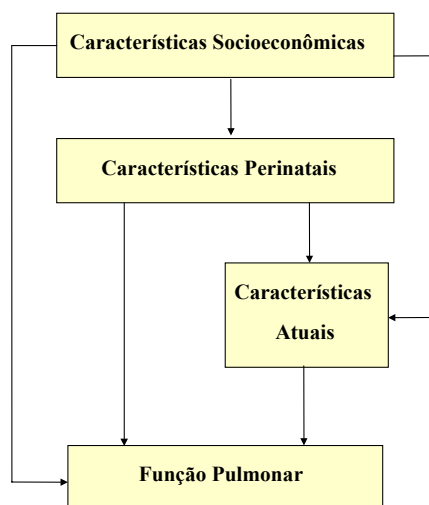 Características Socioeconômicas
Características Perinatais
Características
Atuais
Função Pulmonar